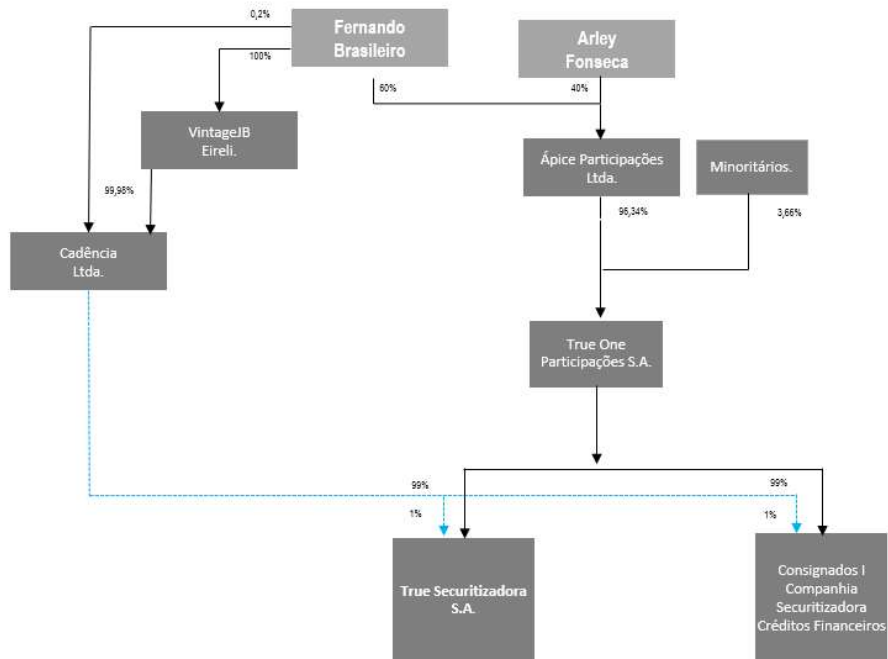 0,2%
Fernando
Brasileiro
Arley
Fonseca
100%
60%
40%
VintageJB
Eireli.
Ápice Participações
Ltda.
Minoritários.
99,98%
96,34%
3,66%
Cadência
Ltda.
True One
Participações S.A.
99%
99%
1%
1%
True Securitizadora
S.A.
Consignados I
Companhia
Securitizadora
Créditos Financeiros